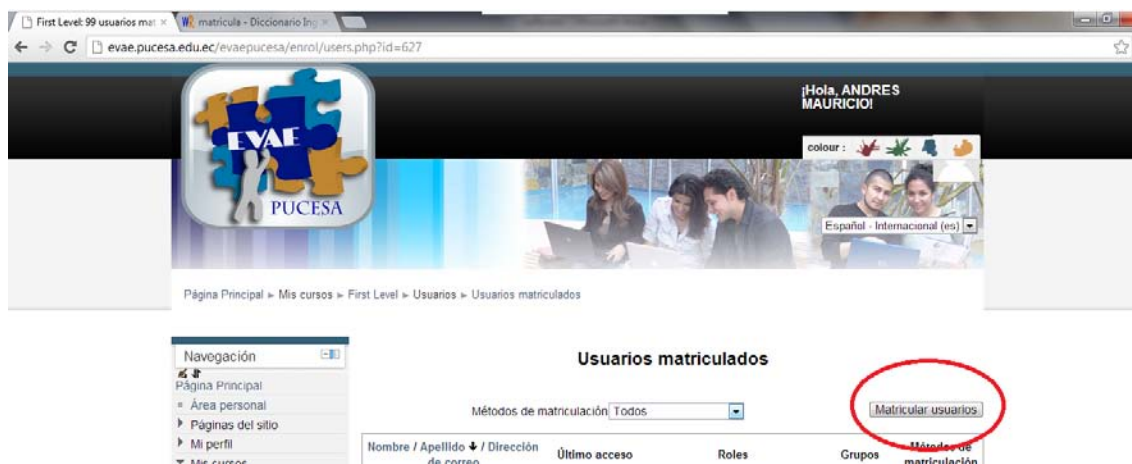 First Level: 99 usuarios mat
matricula - Diccionario Ing
evae.pucesa.edu.ec/evaepucesa/enrol/users.php?id=627
¡Hola, ANDRES
MAURICIO!
colour :
EVAE
PUCESA
Español - Internacional (es)
Página Principal ► Mis cursos ► First Level ► Usuarios ► Usuarios matriculados
Navegación
Página Principal
Área personal
Páginas del sitio
Mi perfil
Mis cursos
Usuarios matriculados
Métodos de matriculación Todos
Matricular usuarios
Nombre / Apellido ↓ / Dirección de correo
Último acceso
Roles
Grupos
Métodos de matriculación